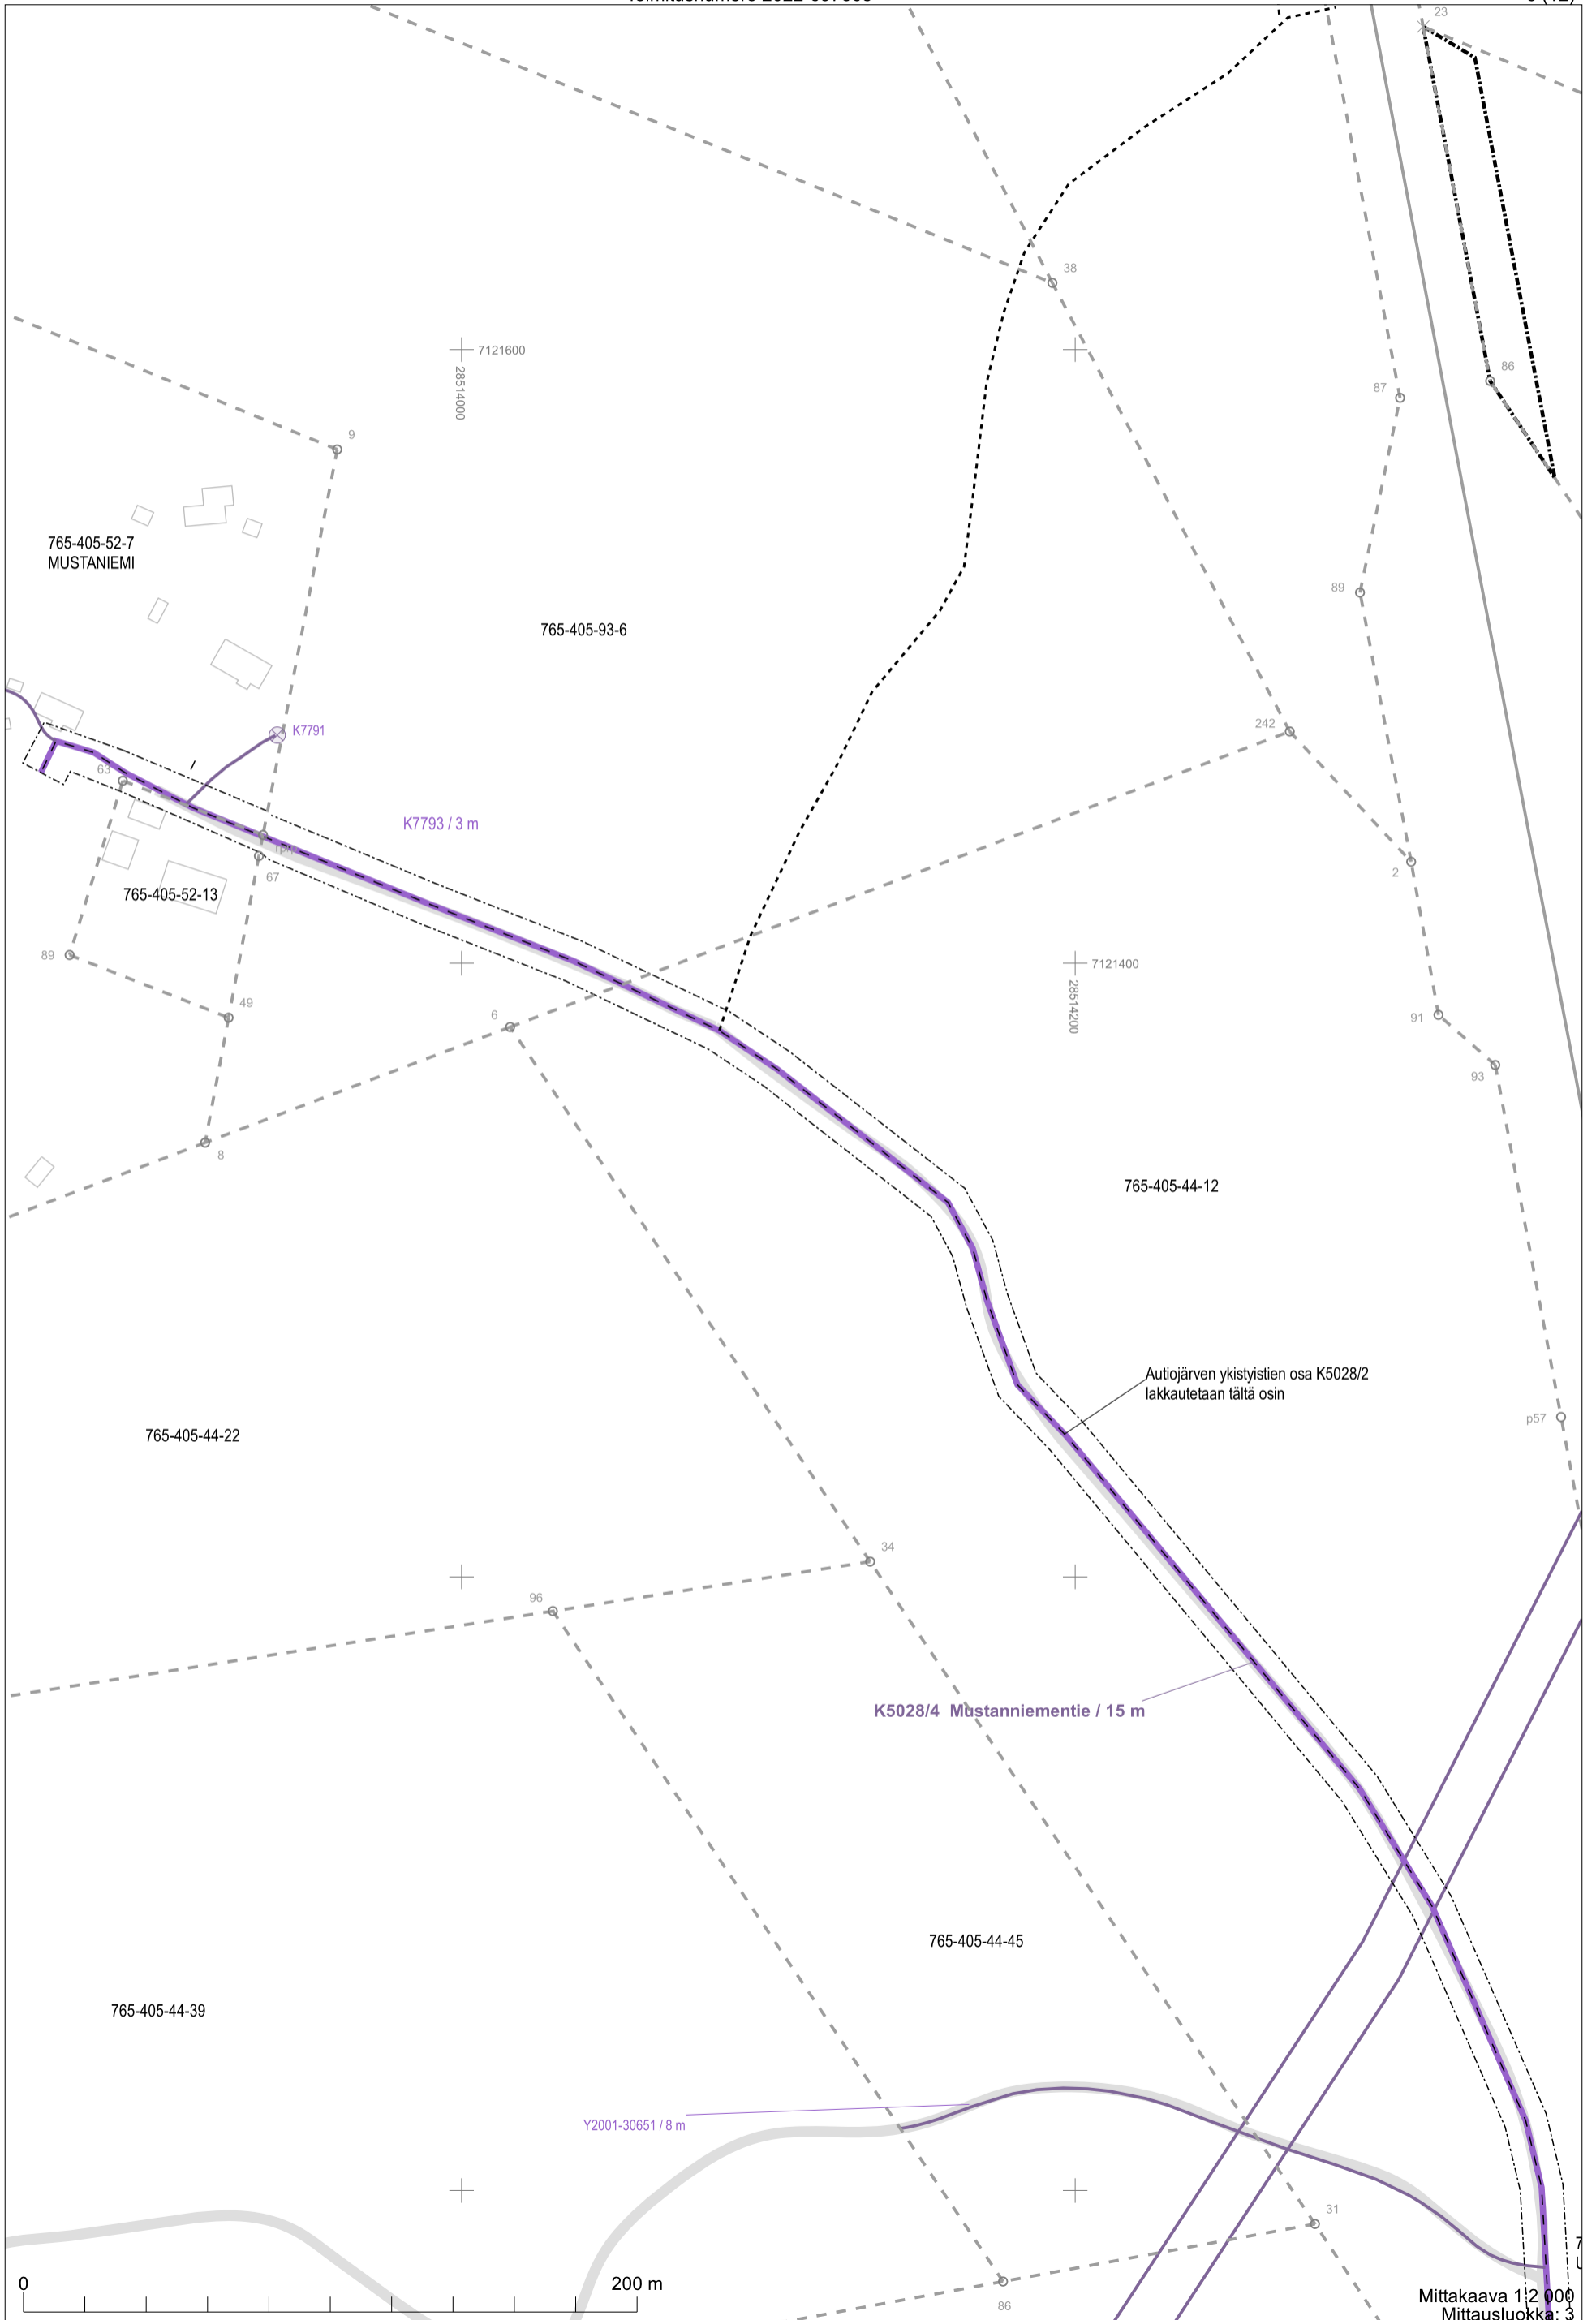 23
38
7121600
28514000
86
87
9
765-405-52-7
MUSTANIEMI
89
765-405-93-6
242
K7791
63
K7793 / 3 m
67
2
765-405-52-13
89
7121400
28514200
49
6
91
93
8
765-405-44-12
Autiojärven ykistyistien osa K5028/2
lakkautetaan tältä osin
p57
765-405-44-22
34
96
K5028/4 Mustanniementie / 15 m
765-405-44-45
765-405-44-39
Y2001-30651 / 8 m
31
0
200 m
86
Mittakaava 1:2 000
Mittausluokka: 3